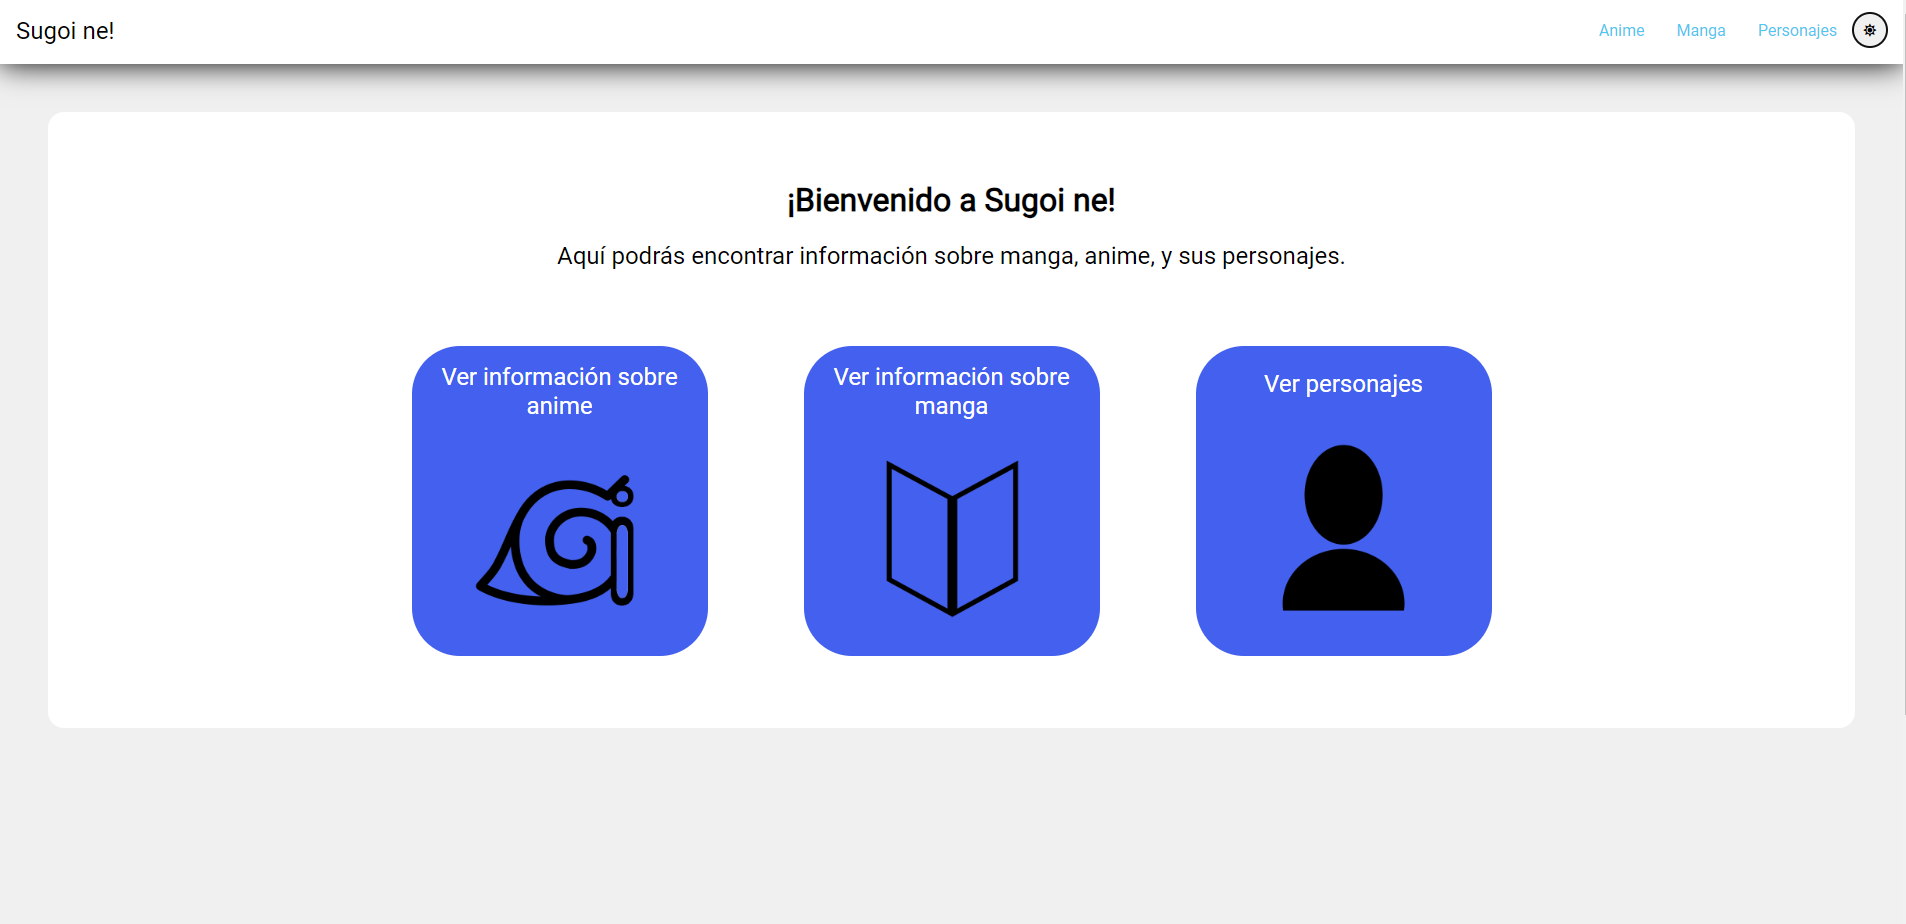 Sugoi ne!
Anime
Manga
Personajes
¡Bienvenido a Sugoi ne!
Aquí podrás encontrar información sobre manga, anime, y sus personajes.
Ver información sobre
anime
Ver información sobre
manga
Ver personajes